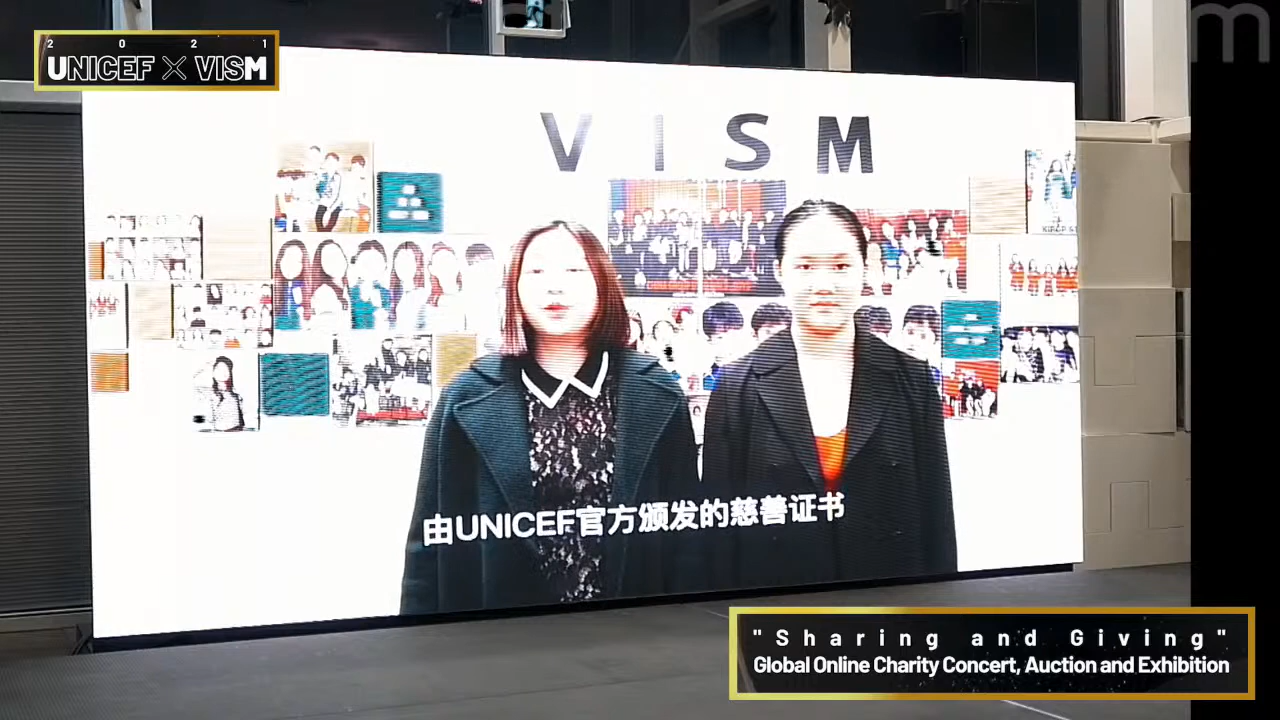 2021
UNICEF × VISM
m
VISM
KPOP
由UNICEF官方颁发的慈善证书
"Sharing and Giving"
Global Online Charity Concert, Auction and Exhibition